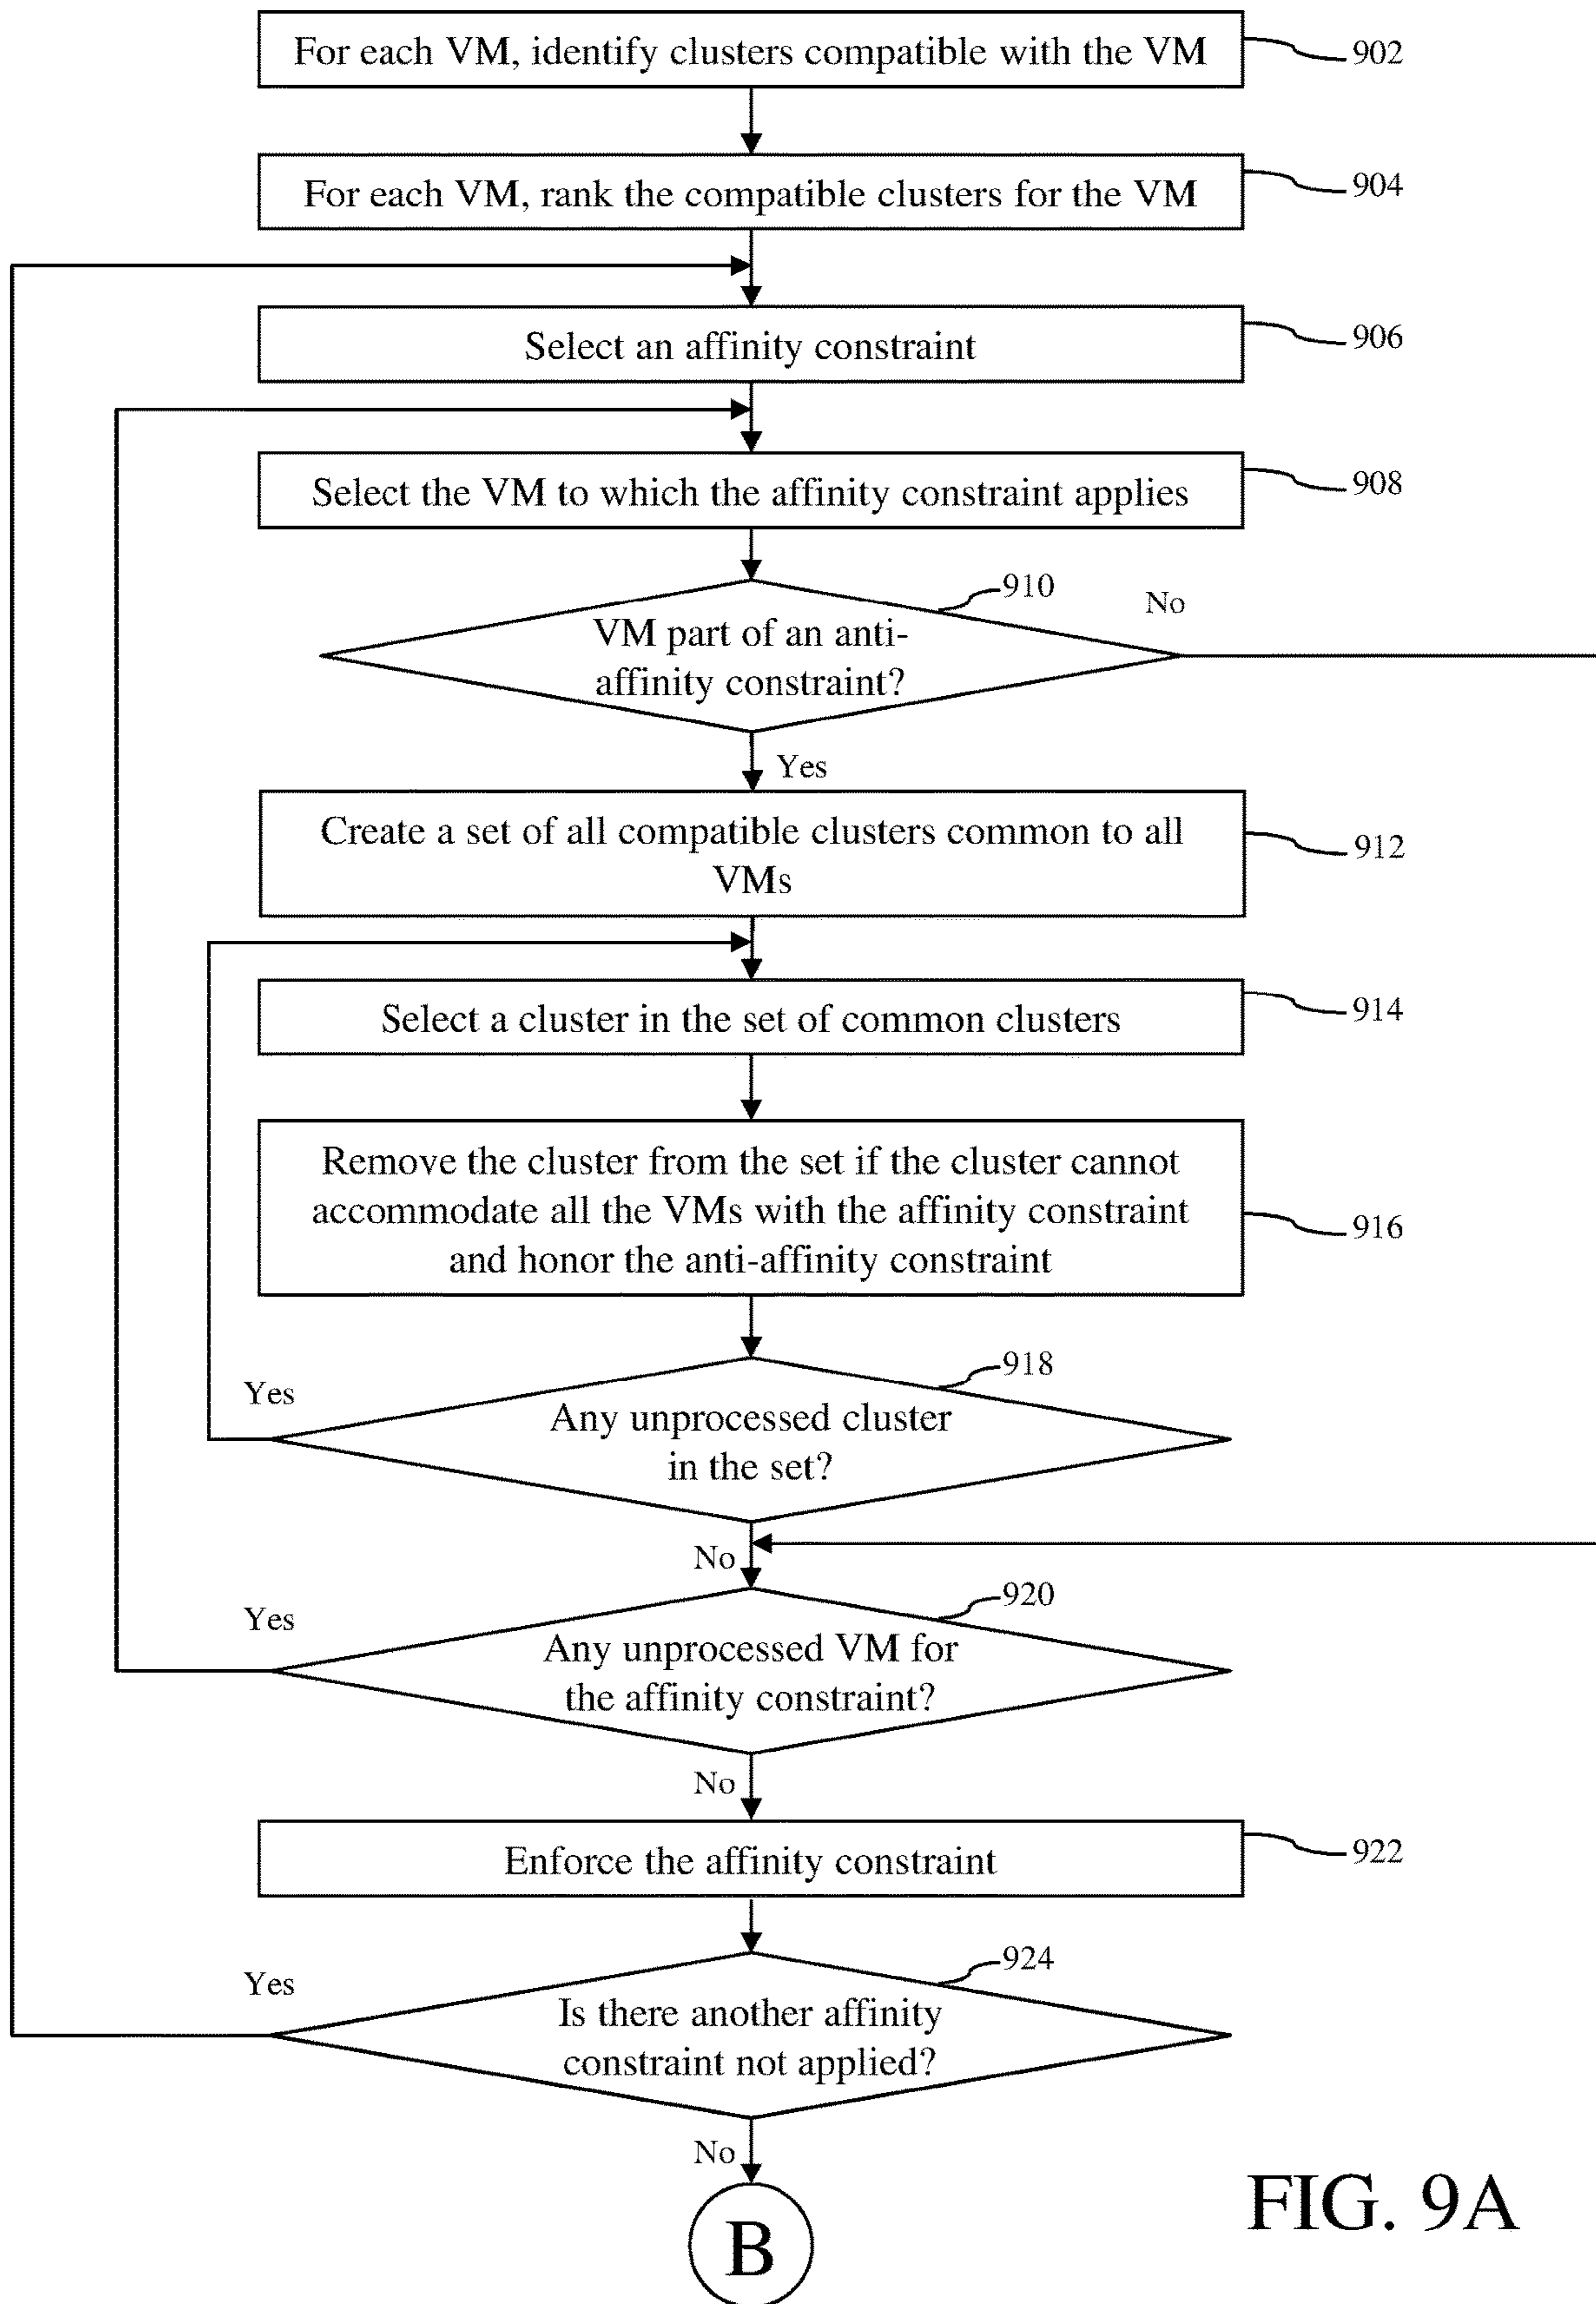 For each VM, identify clusters compatible with the VM
902
For each VM, rank the compatible clusters for the VM
904
Select an affinity constraint
906
Select the VM to which the affinity constraint applies
908
910
No
VM part of an anti-
affinity constraint?
Yes
Create a set of all compatible clusters common to all
VMs
912
Select a cluster in the set of common clusters
914
Remove the cluster from the set if the cluster cannot
accommodate all the VMs with the affinity constraint
and honor the anti-affinity constraint
916
918
Yes
Any unprocessed cluster
in the set?
No
920
Yes
Any unprocessed VM for
the affinity constraint?
No
Enforce the affinity constraint
922
924
Yes
Is there another affinity
constraint not applied?
No
B
FIG. 9A